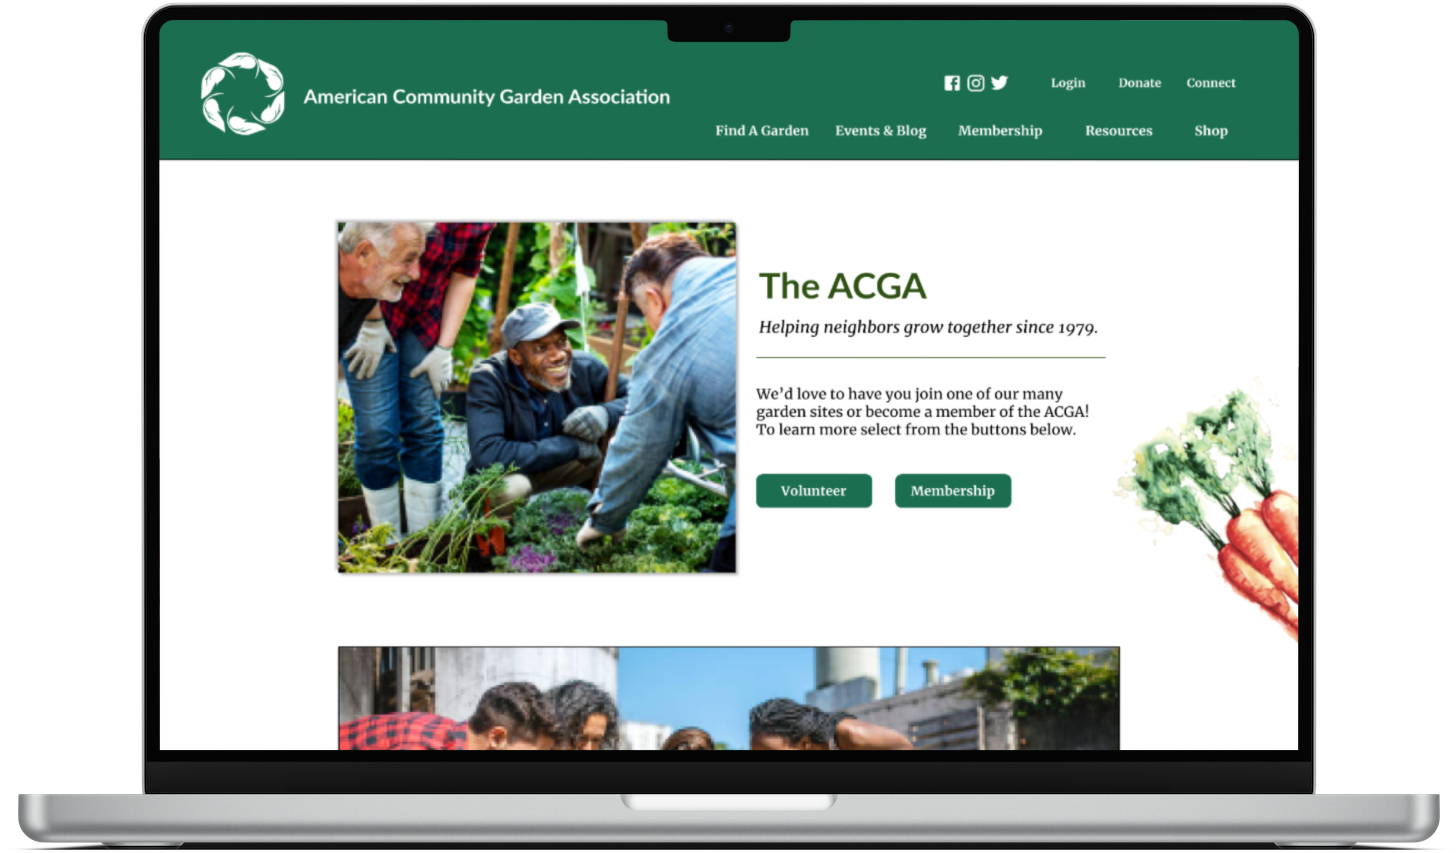 American Community Garden Association
Login Donate Connect
Find A Garden Events & Blog Membership Resources Shop
The ACGA
Helping neighbors grow together since 1979.
We’d love to have you join one of our many
garden sites or become a member of the ACGA!
To learn more select from the buttons below.
Volunteer Membership